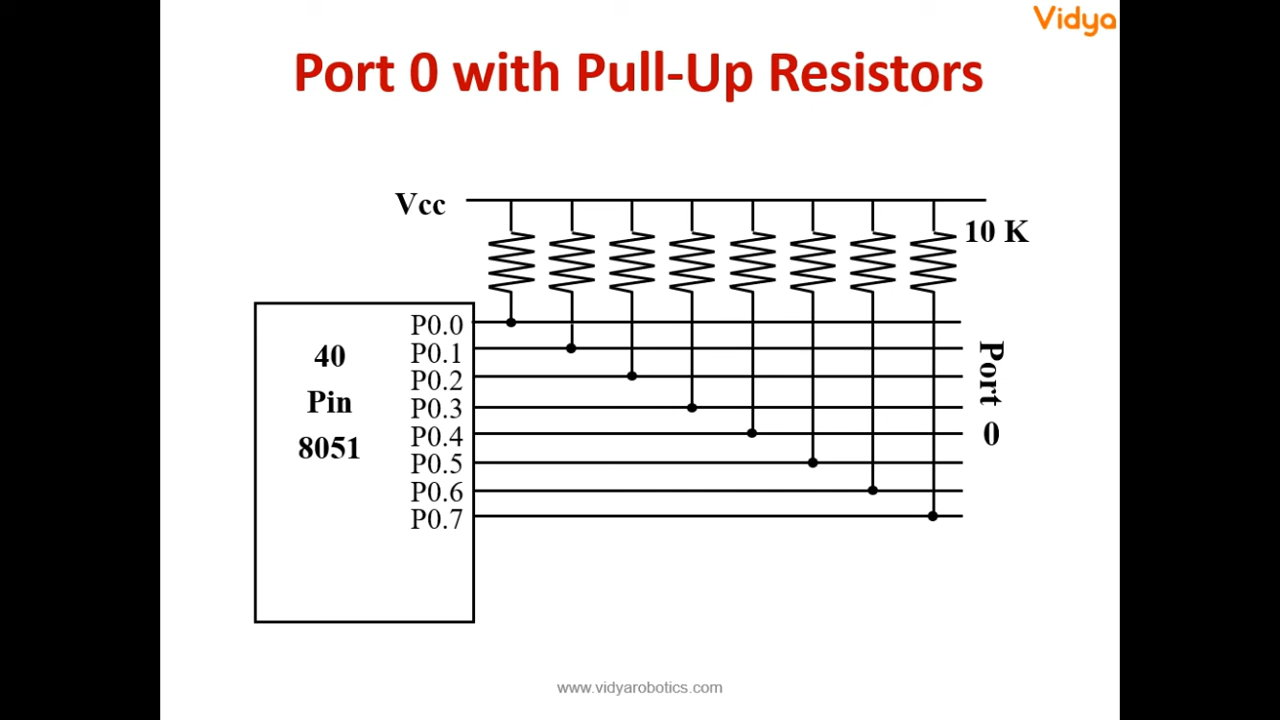 Vidya
Port 0 with Pull-Up Resistors
Vcc
10 K
40
Pin
8051
P0.0
P0.1
P0.2
P0.3
P0.4
P0.5
P0.6
P0.7
Port 0
www.vidyarobotics.com